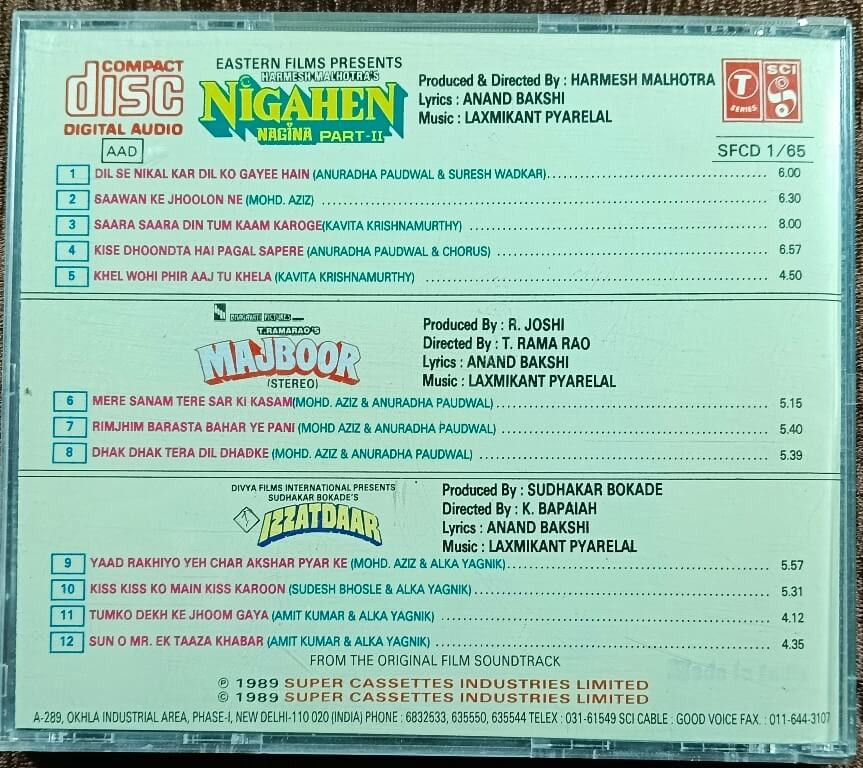 COMPACT
disc
DIGITAL AUDIO
AAD
EASTERN FILMS PRESENTS
HARMESH MALHOTRA'S
NIGAHEN
NAGINA PART-II
Produced & Directed By : HARMESH MALHOTRA
Lyrics : ANAND BAKSHI
Music : LAXMIKANT PYARELAL
T SERIES
SCI
SFCD 1/65
1 DIL SE NIKAL KAR DIL KO GAYEE HAIN (ANURADHA PAUDWAL & SURESH WADKAR) 6.00
2 SAAWAN KE JHOOLON NE (MOHD. AZIZ) 6.30
3 SAARA SAARA DIN TUM KAAM KAROGE(KAVITA KRISHNAMURTHY) 8.00
4 KISE DHOONDTA HAI PAGAL SAPERE (ANURADHA PAUDWAL & CHORUS) 6.57
5 KHEL WOHI PHIR AAJ TU KHELA (KAVITA KRISHNAMURTHY) 4.50
PICTURES
T.RAMARAO'S
MAJBOOR
(STEREO)
Produced By : R. JOSHI
Directed By : T. RAMA RAO
Lyrics : ANAND BAKSHI
Music : LAXMIKANT PYARELAL
6 MERE SANAM TERE SAR KI KASAM(MOHD. AZIZ & ANURADHA PAUDWAL) 5.15
7 RIMJHIM BARASTA BAHAR YE PANI (MOHD AZIZ & ANURADHA PAUDWAL) 5.40
8 DHAK DHAK TERA DIL DHADKE (MOHD. AZIZ & ANURADHA PAUDWAL) 5.39
DIVYA FILMS INTERNATIONAL PRESENTS
SUDHAKAR BOKADE'S
IZZATDAAR
Produced By : SUDHAKAR BOKADE
Directed By : K. BAPAIAH
Lyrics : ANAND BAKSHI
Music : LAXMIKANT PYARELAL
9 YAAD RAKHIYO YEH CHAR AKSHAR PYAR KE (MOHD. AZIZ & ALKA YAGNIK) 5.57
10 KISS KISS KO MAIN KISS KAROON (SUDESH BHOSLE & ALKA YAGNIK) 5.31
11 TUMKO DEKH KE JHOOM GAYA (AMIT KUMAR & ALKA YAGNIK) 4.12
12 SUN O MR. EK TAAZA KHABAR (AMIT KUMAR & ALKA YAGNIK) 4.35
FROM THE ORIGINAL FILM SOUNDTRACK
℗ 1989 SUPER CASSETTES INDUSTRIES LIMITED
© 1989 SUPER CASSETTES INDUSTRIES LIMITED
A-289, OKHLA INDUSTRIAL AREA, PHASE-I, NEW DELHI-110 020 (INDIA) PHONE : 6832533, 635550, 635544 TELEX : 031-61549 SCI CABLE : GOOD VOICE FAX. : 011-644-3107